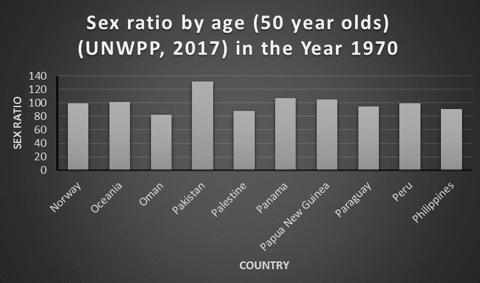 Sex ratio by age (50 year olds)
(UNWPP, 2017) in the Year 1970
SEX RATIO
140
120
100
80
60
40
20
0
Norway
Oceania
Oman
Pakistan
Palestine
Panama
Papua New Guinea
Paraguay
Peru
Philippines
COUNTRY